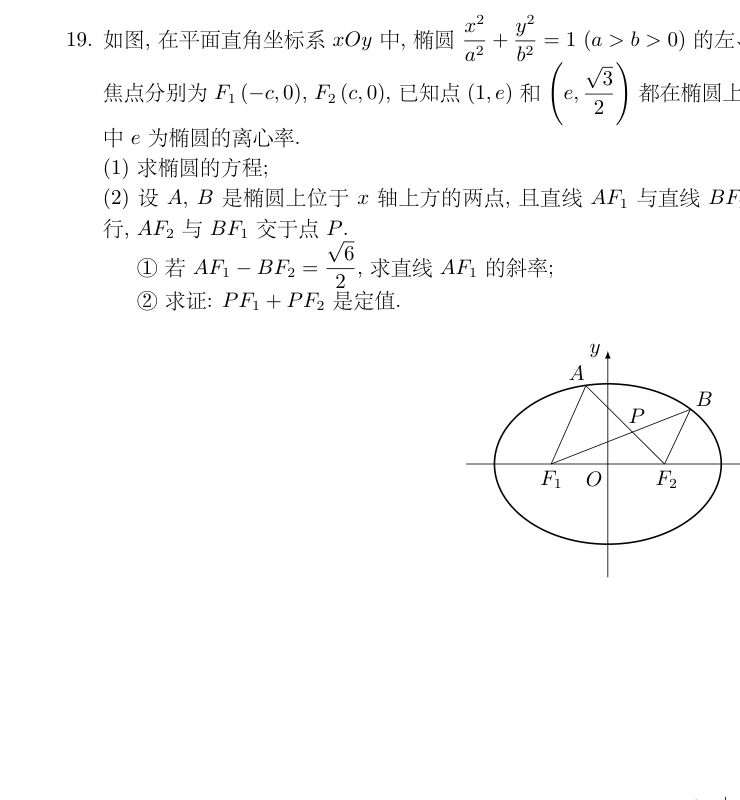 19. 如图, 在平面直角坐标系 xOy 中, 椭圆 x²/a² + y²/b² = 1 (a > b > 0) 的左、
焦点分别为 F₁ (−c, 0), F₂ (c, 0), 已知点 (1, e) 和 (e, √3/2) 都在椭圆上
中 e 为椭圆的离心率.
(1) 求椭圆的方程;
(2) 设 A, B 是椭圆上位于 x 轴上方的两点, 且直线 AF₁ 与直线 BF
行, AF₂ 与 BF₁ 交于点 P.
① 若 AF₁ − BF₂ = √6/2, 求直线 AF₁ 的斜率;
② 求证: PF₁ + PF₂ 是定值.
y
A
B
P
F₁
O
F₂